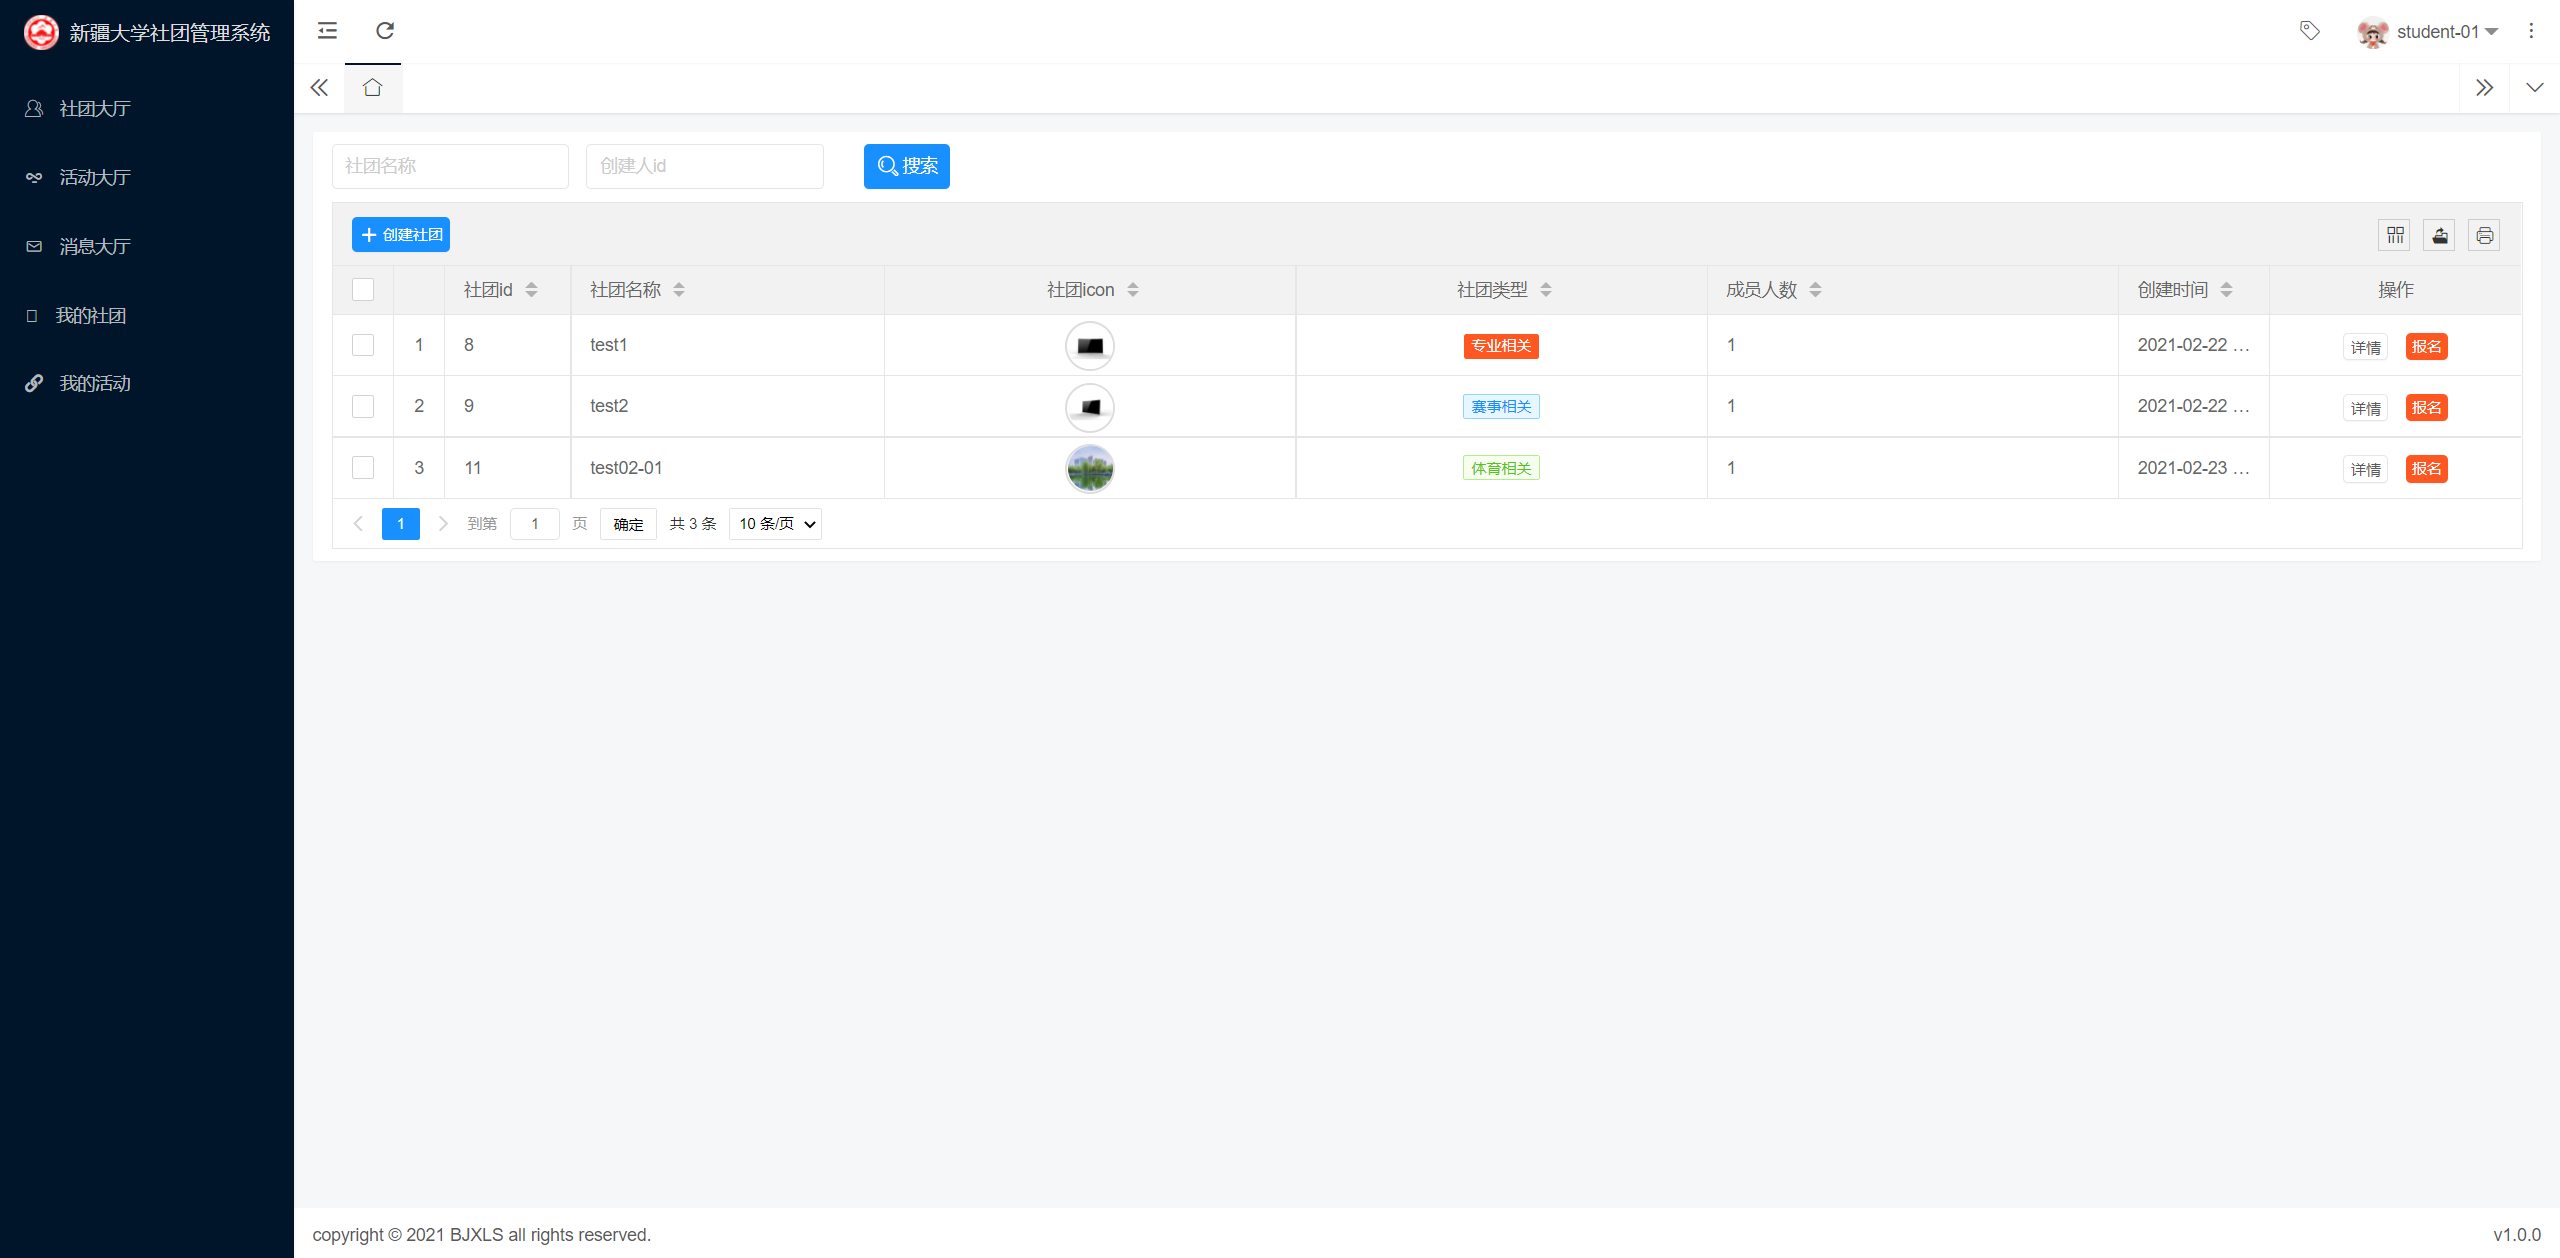 新疆大学社团管理系统
student-01
社团大厅
活动大厅
消息大厅
我的社团
我的活动
社团名称
创建人id
搜索
创建社团
社团id 社团名称 社团icon 社团类型 成员人数 创建时间 操作
1 8 test1 专业相关 1 2021-02-22 ... 详情 报名
2 9 test2 赛事相关 1 2021-02-22 ... 详情 报名
3 11 test02-01 体育相关 1 2021-02-23 ... 详情 报名
1 到第 1 页 确定 共 3 条 10 条/页
copyright © 2021 BJXLS all rights reserved.
v1.0.0